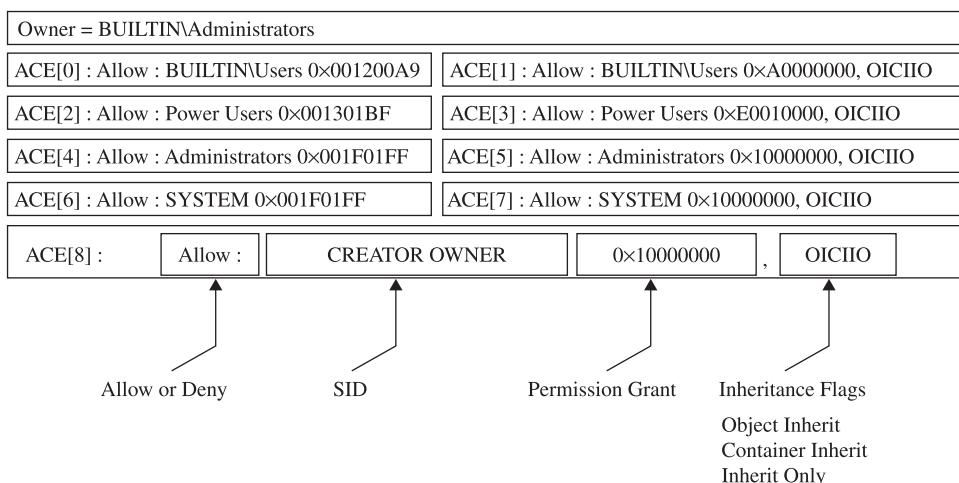 Owner = BUILTIN\Administrators
ACE[0] : Allow : BUILTIN\Users 0×001200A9
ACE[1] : Allow : BUILTIN\Users 0×A0000000, OICIIO
ACE[2] : Allow : Power Users 0×001301BF
ACE[3] : Allow : Power Users 0×E0010000, OICIIO
ACE[4] : Allow : Administrators 0×001F01FF
ACE[5] : Allow : Administrators 0×10000000, OICIIO
ACE[6] : Allow : SYSTEM 0×001F01FF
ACE[7] : Allow : SYSTEM 0×10000000, OICIIO
ACE[8] : Allow : CREATOR OWNER 0×10000000 , OICIIO
Allow or Deny SID Permission Grant Inheritance Flags
Object Inherit
Container Inherit
Inherit Only